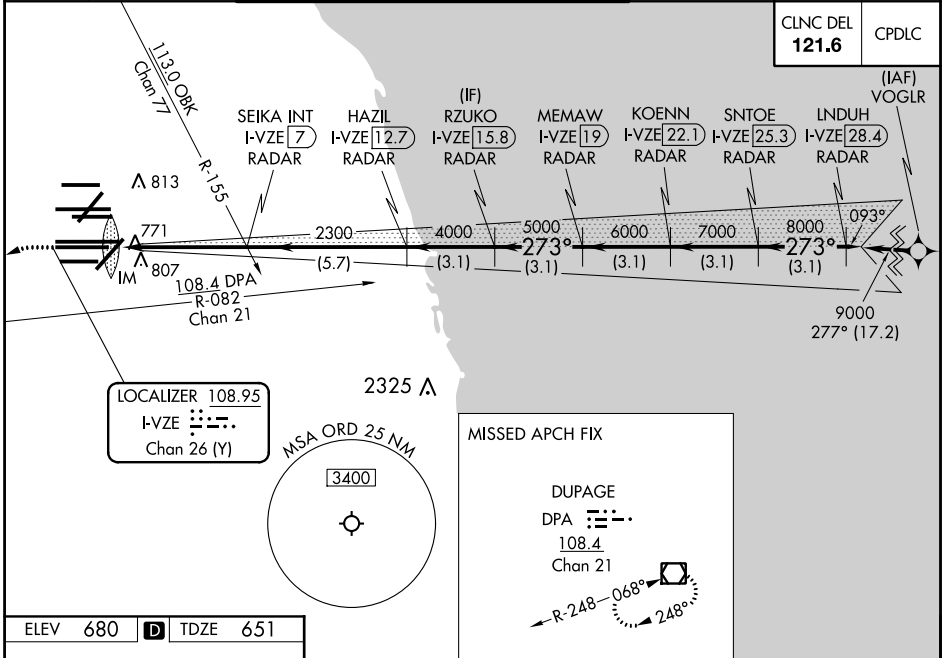 CLNC DEL
121.6
CPDLC
113.0 OBK
Chan 77
R-155
SEIKA INT
I-VZE 7
RADAR
HAZIL
I-VZE 12.7
RADAR
(IF)
RZUKO
I-VZE 15.8
RADAR
MEMAW
I-VZE 19
RADAR
KOENN
I-VZE 22.1
RADAR
SNTOE
I-VZE 25.3
RADAR
LNDUH
I-VZE 28.4
RADAR
(IAF)
VOGLR
813
771
807
IM
2300
4000
5000
6000
7000
8000
093°
273°
273°
(5.7)
(3.1)
(3.1)
(3.1)
(3.1)
(3.1)
9000
277° (17.2)
108.4 DPA
R-082
Chan 21
LOCALIZER 108.95
I-VZE
Chan 26 (Y)
2325
MSA ORD 25 NM
3400
MISSED APCH FIX
DUPAGE
DPA
108.4
Chan 21
R-248
068°
248°
ELEV 680 D TDZE 651